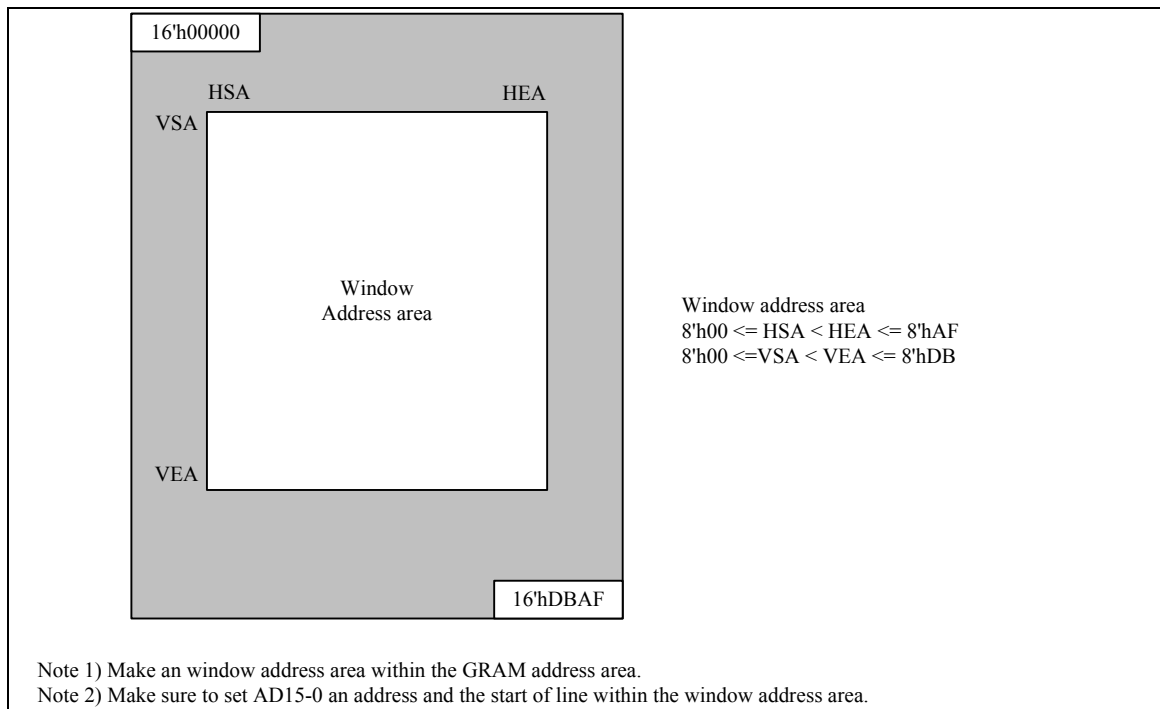 16'h00000
HSA HEA
VSA
Window
Address area
Window address area
8'h00 <= HSA < HEA <= 8'hAF
8'h00 <=VSA < VEA <= 8'hDB
VEA
16'hDBAF
Note 1) Make an window address area within the GRAM address area.
Note 2) Make sure to set AD15-0 an address and the start of line within the window address area.